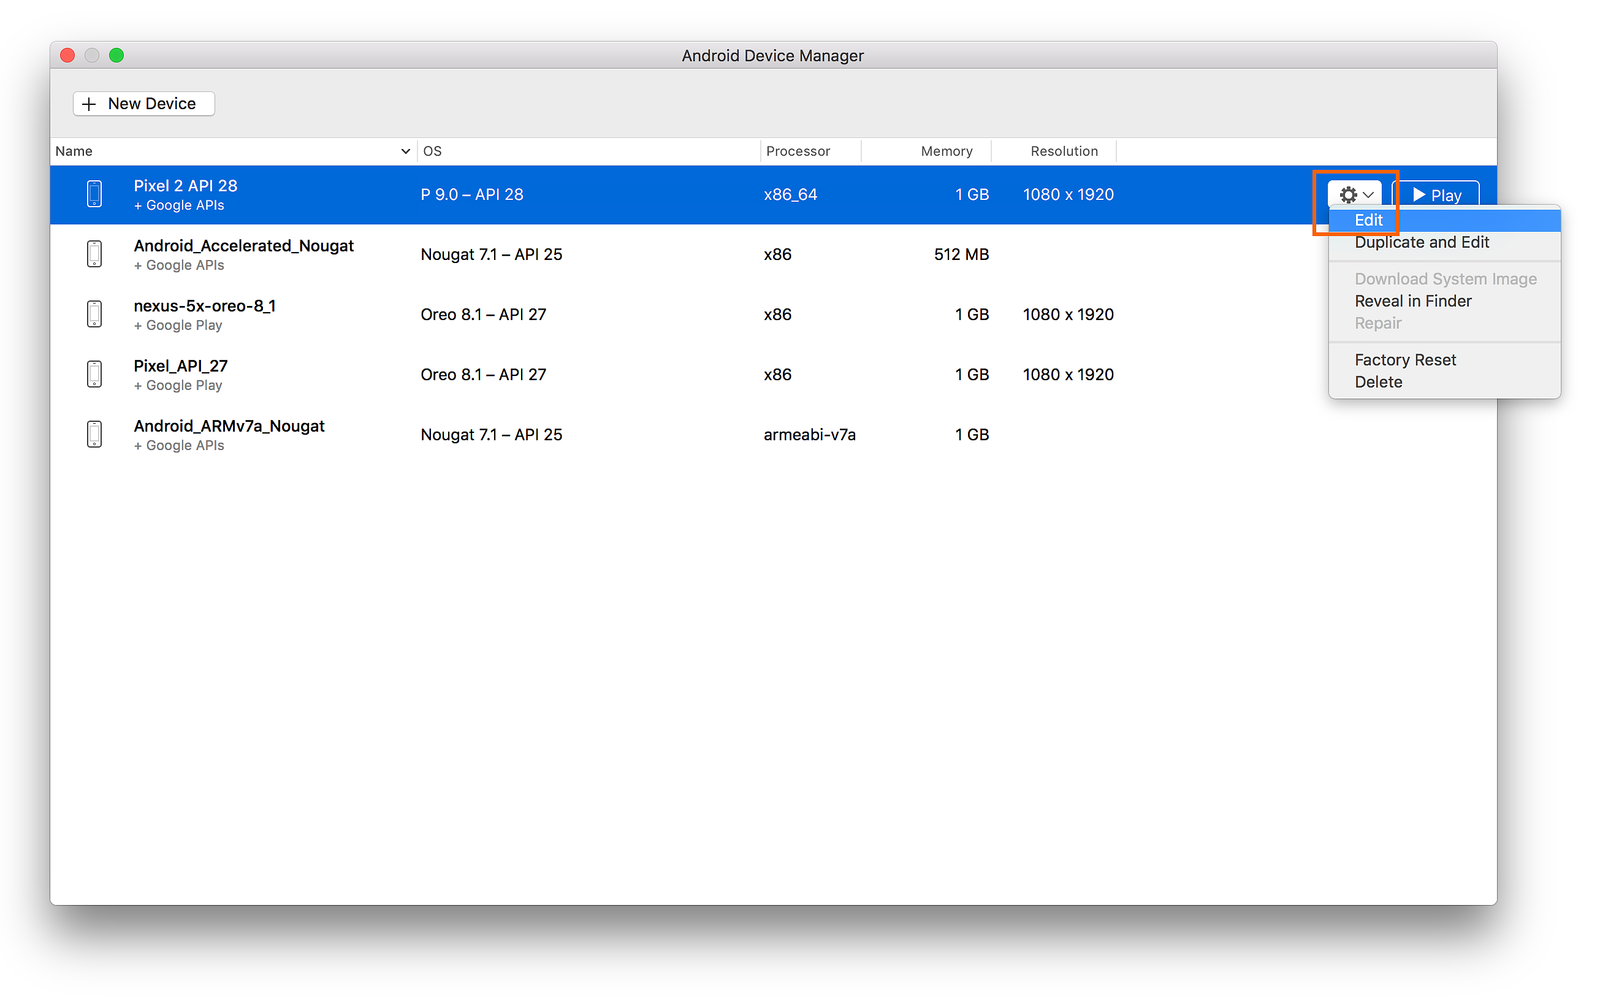 Android Device Manager
+ New Device
Name OS Processor Memory Resolution
Pixel 2 API 28 P 9.0 – API 28 x86_64 1 GB 1080 x 1920 Play
+ Google APIs
Edit
Duplicate and Edit
Download System Image
Reveal in Finder
Repair
Factory Reset
Delete
Android_Accelerated_Nougat Nougat 7.1 – API 25 x86 512 MB
+ Google APIs
nexus-5x-oreo-8_1 Oreo 8.1 – API 27 x86 1 GB 1080 x 1920
+ Google Play
Pixel_API_27 Oreo 8.1 – API 27 x86 1 GB 1080 x 1920
+ Google Play
Android_ARMv7a_Nougat Nougat 7.1 – API 25 armeabi-v7a 1 GB
+ Google APIs